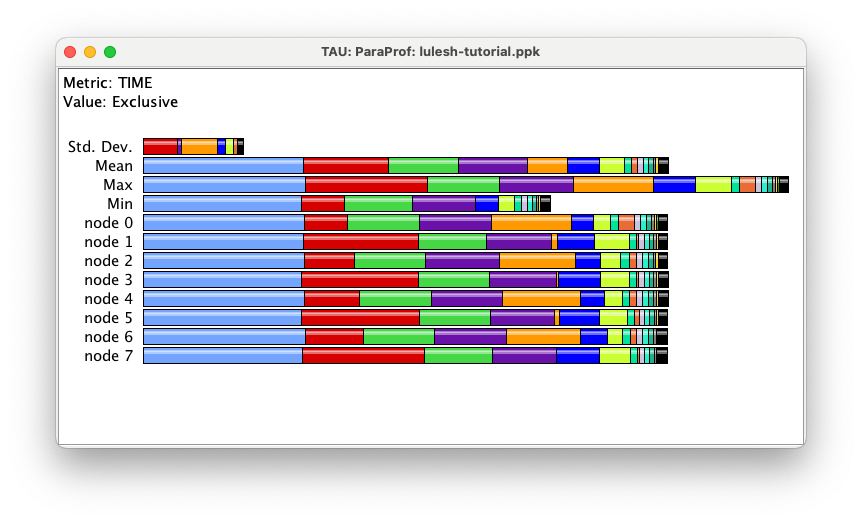 TAU: ParaProf: lulesh-tutorial.ppk
Metric: TIME
Value: Exclusive
Std. Dev.
Mean
Max
Min
node 0
node 1
node 2
node 3
node 4
node 5
node 6
node 7